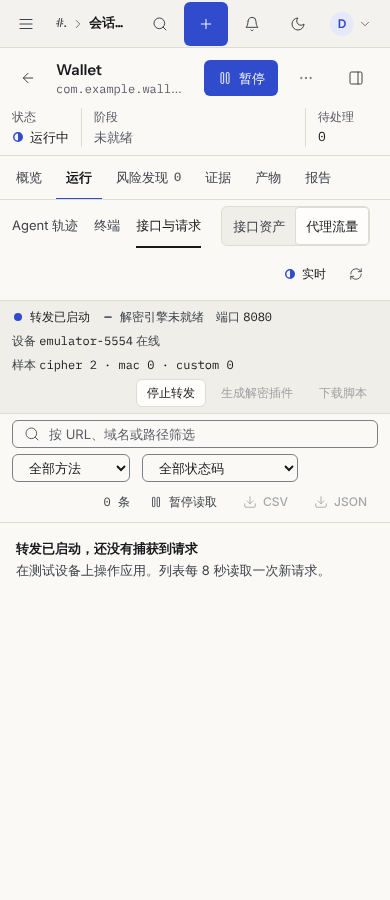 #. > 会话… D
Wallet
com.example.wall…
暂停
状态 阶段 待处理
运行中 未就绪 0
概览 运行 风险发现 0 证据 产物 报告
Agent 轨迹 终端 接口与请求 接口资产 代理流量
实时
转发已启动 — 解密引擎未就绪 端口 8080
设备 emulator-5554 在线
样本 cipher 2 · mac 0 · custom 0
停止转发 生成解密插件 下载脚本
按 URL、域名或路径筛选
全部方法 全部状态码
0 条 暂停读取 CSV JSON
转发已启动，还没有捕获到请求
在测试设备上操作应用。列表每 8 秒读取一次新请求。